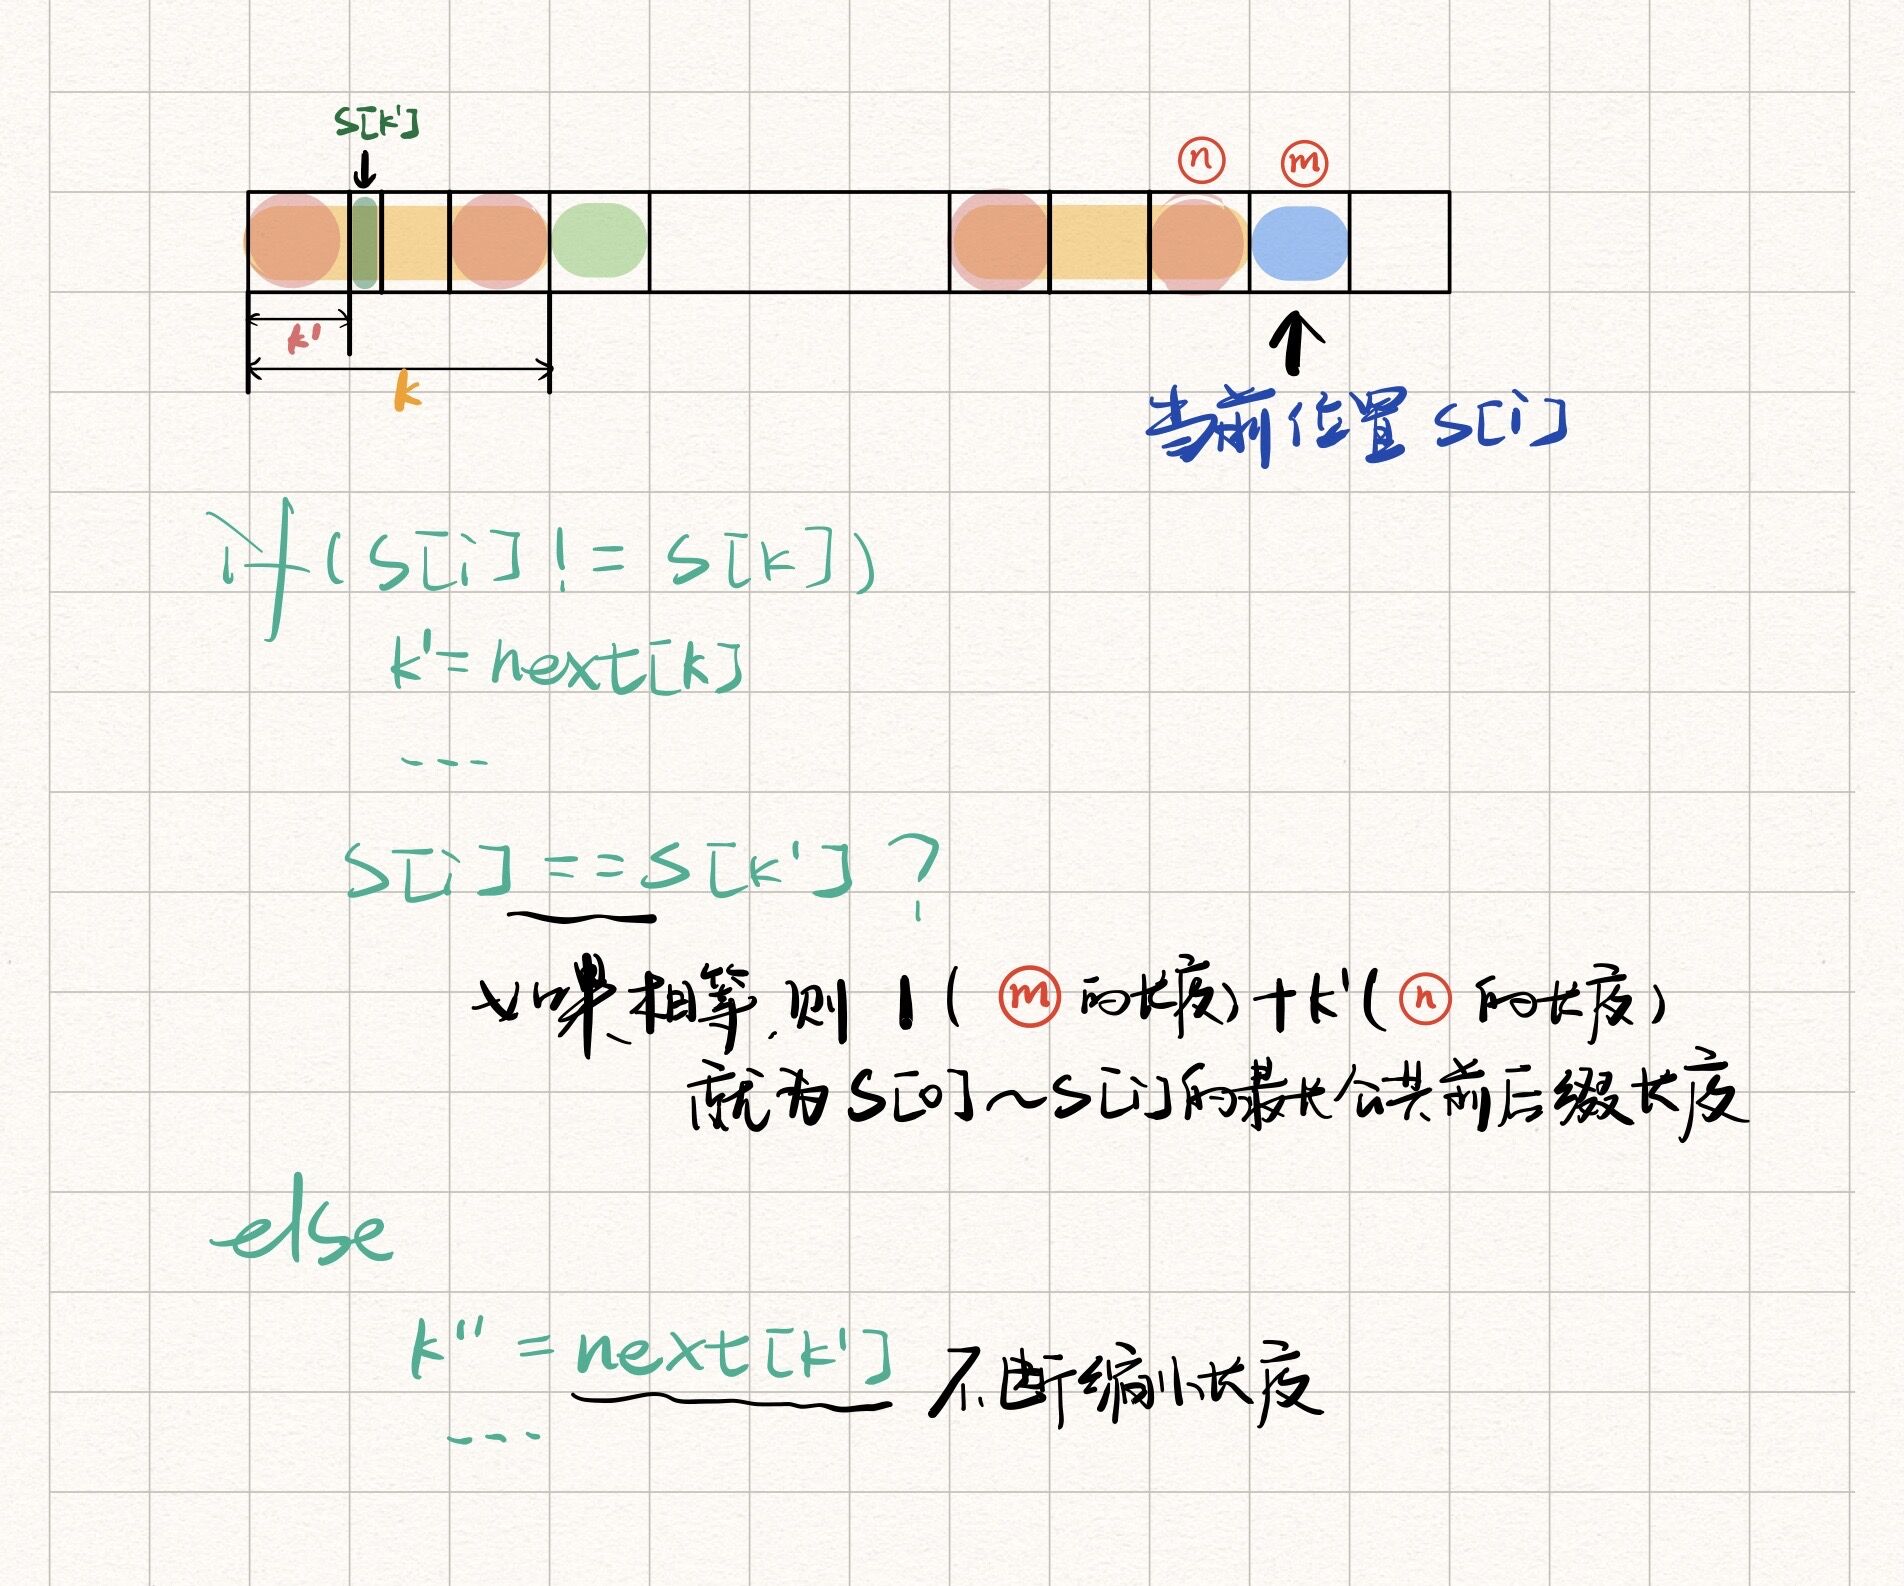 S[k']
n m
k'
k
当前位置 S[i]
if (S[i] != S[k])
k' = next[k]
---
S[i] == S[k'] ?
如果相等,则 1 ( m 的长度) + k' ( n 的长度)
就为 S[0] ~ S[i] 的最长公共前后缀长度
else
k'' = next[k'] 不断缩小长度
---